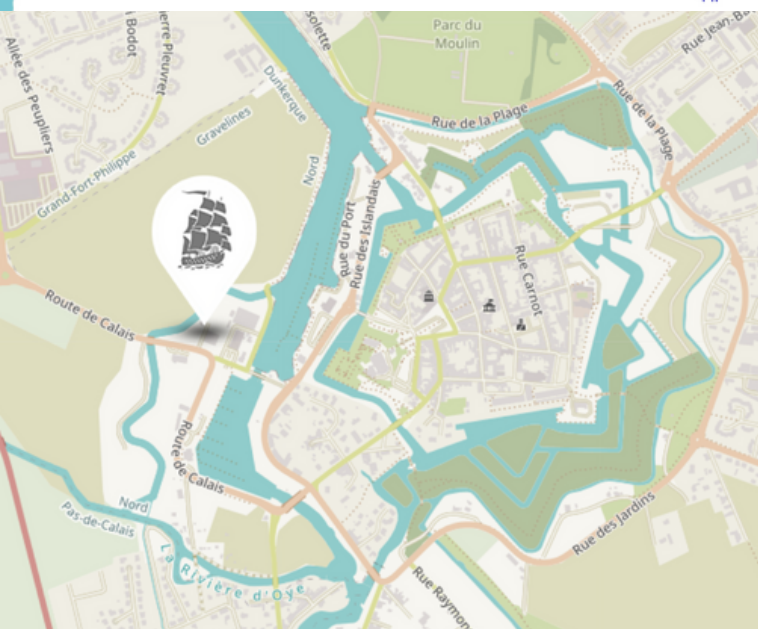 Parc du
Moulin
Rue Jean-Ba
Allée des Peupliers
i Bodot
ierre Pleuvret
solette
Dunkerque
Gravelines
Grand-Fort-Philippe
Nord
Rue de la Plage
Rue de la Plage
Rue du Port
Rue des Islandais
Rue Carnot
Route de Calais
Route de Calais
Nord
Pas-de-Calais
La Rivière d'Oye
Rue des Jardins
Rue Raymon